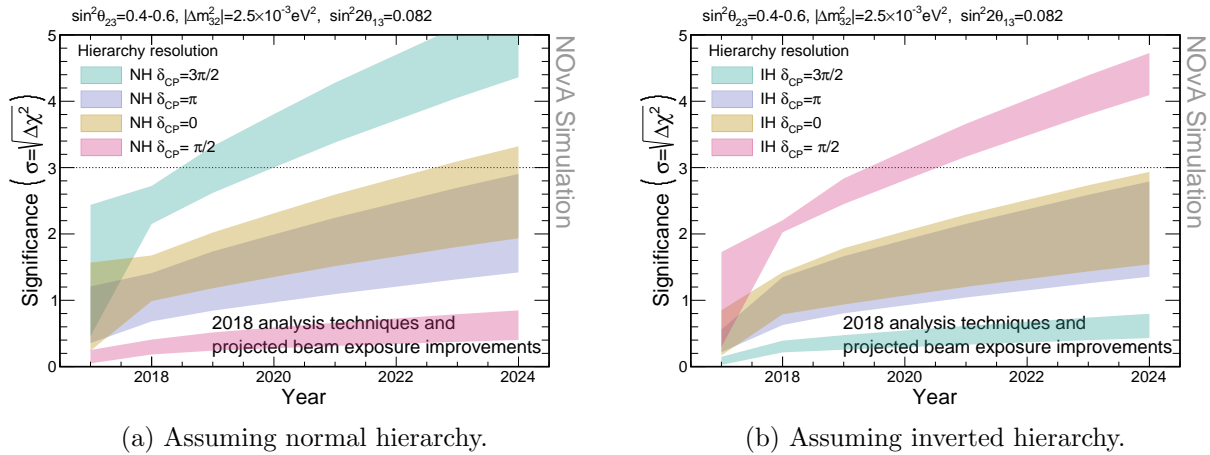 sin²θ₂₃=0.4-0.6, |Δm²₃₂|=2.5×10⁻³eV², sin²2θ₁₃=0.082
Hierarchy resolution
NH δCP=3π/2
NH δCP=π
NH δCP=0
NH δCP= π/2
2018 analysis techniques and
projected beam exposure improvements
Significance (σ=√Δχ²)
0
1
2
3
4
5
2018
2020
2022
2024
Year
NOvA Simulation
(a) Assuming normal hierarchy.
sin²θ₂₃=0.4-0.6, |Δm²₃₂|=2.5×10⁻³eV², sin²2θ₁₃=0.082
Hierarchy resolution
IH δCP=3π/2
IH δCP=π
IH δCP=0
IH δCP= π/2
2018 analysis techniques and
projected beam exposure improvements
Significance (σ=√Δχ²)
0
1
2
3
4
5
2018
2020
2022
2024
Year
NOvA Simulation
(b) Assuming inverted hierarchy.